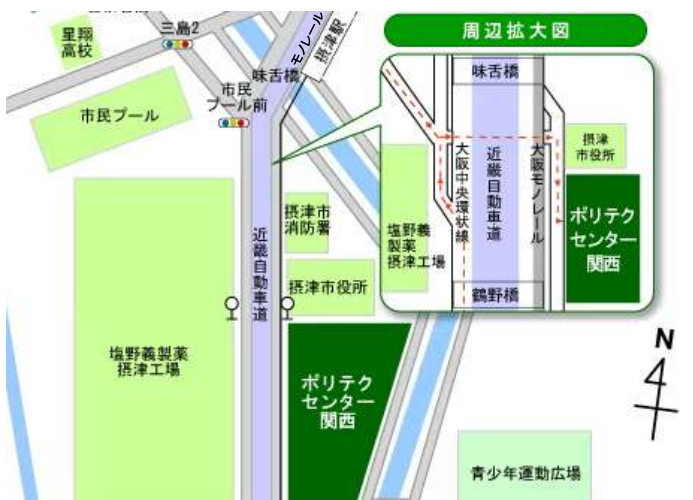 三島2
星翔
高校
モノレール
摂津駅
味舌橋
市民
プール前
市民プール
周辺拡大図
味舌橋
摂津
市役所
大阪中央環状線
近畿自動車道
大阪モノレール
塩野義
製薬
摂津工場
ポリテク
センター
関西
鶴野橋
摂津市
消防署
近畿自動車道
摂津市役所
塩野義製薬
摂津工場
ポリテク
センター
関西
N
青少年運動広場